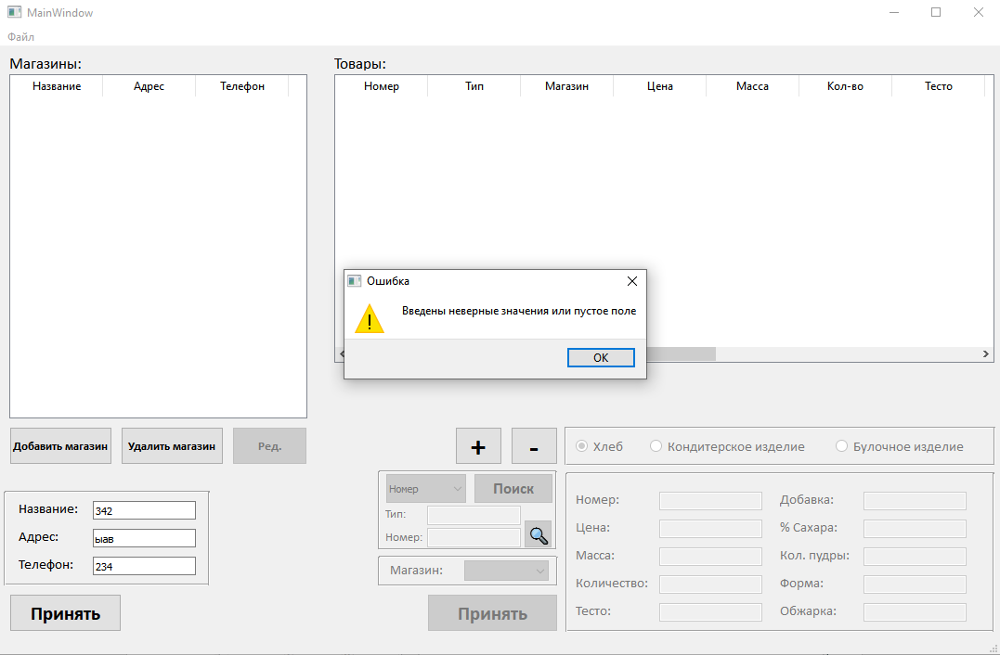 MainWindow
Файл
Магазины:
Товары:
Название Адрес Телефон
Номер Тип Магазин Цена Масса Кол-во Тесто
Ошибка
Введены неверные значения или пустое поле
OK
Добавить магазин Удалить магазин Ред.
+ -
Хлеб Кондитерское изделие Булочное изделие
Название: 342
Адрес: ыав
Телефон: 234
Принять
Номер Поиск
Тип:
Номер:
Магазин:
Принять
Номер: Добавка:
Цена: % Сахара:
Масса: Кол. пудры:
Количество: Форма:
Тесто: Обжарка: